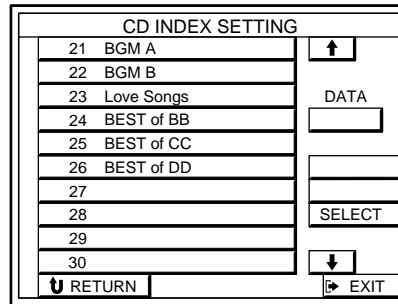 CD INDEX SETTING
21 BGM A
22 BGM B
23 Love Songs
DATA
24 BEST of BB
25 BEST of CC
26 BEST of DD
27
28
SELECT
29
30
RETURN
EXIT